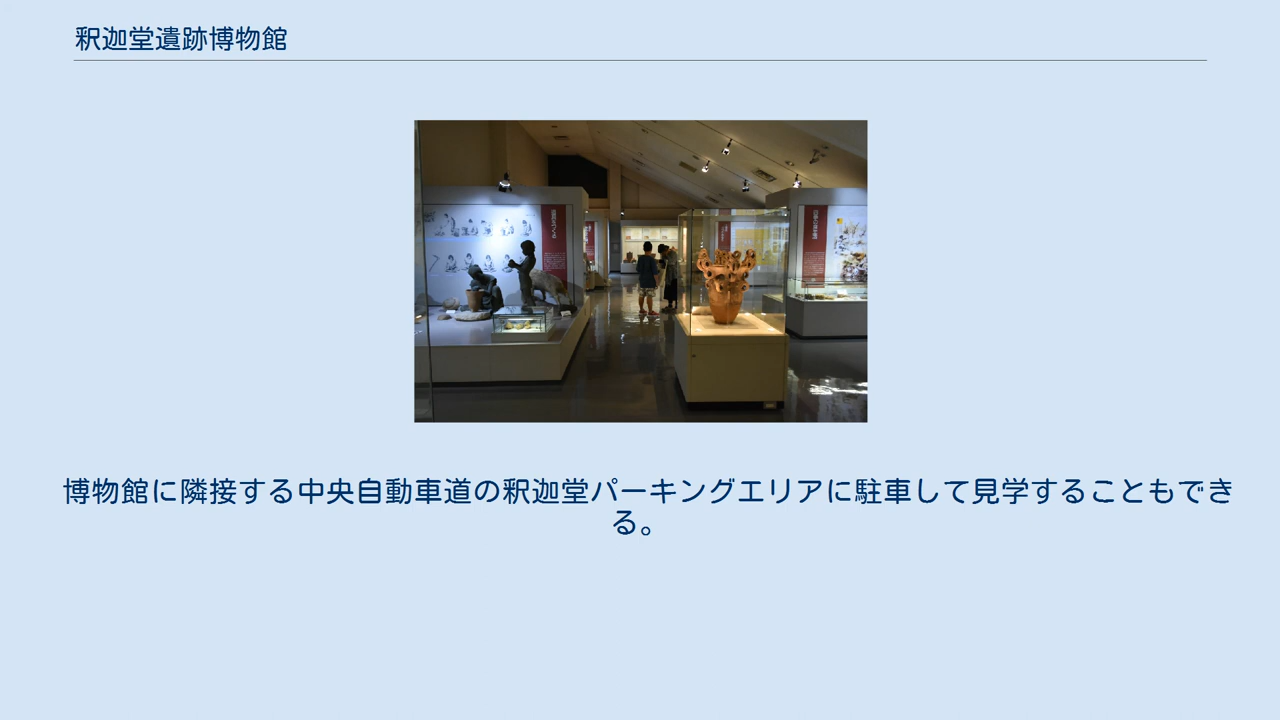 釈迦堂遺跡博物館
博物館に隣接する中央自動車道の釈迦堂パーキングエリアに駐車して見学することもでき
る。